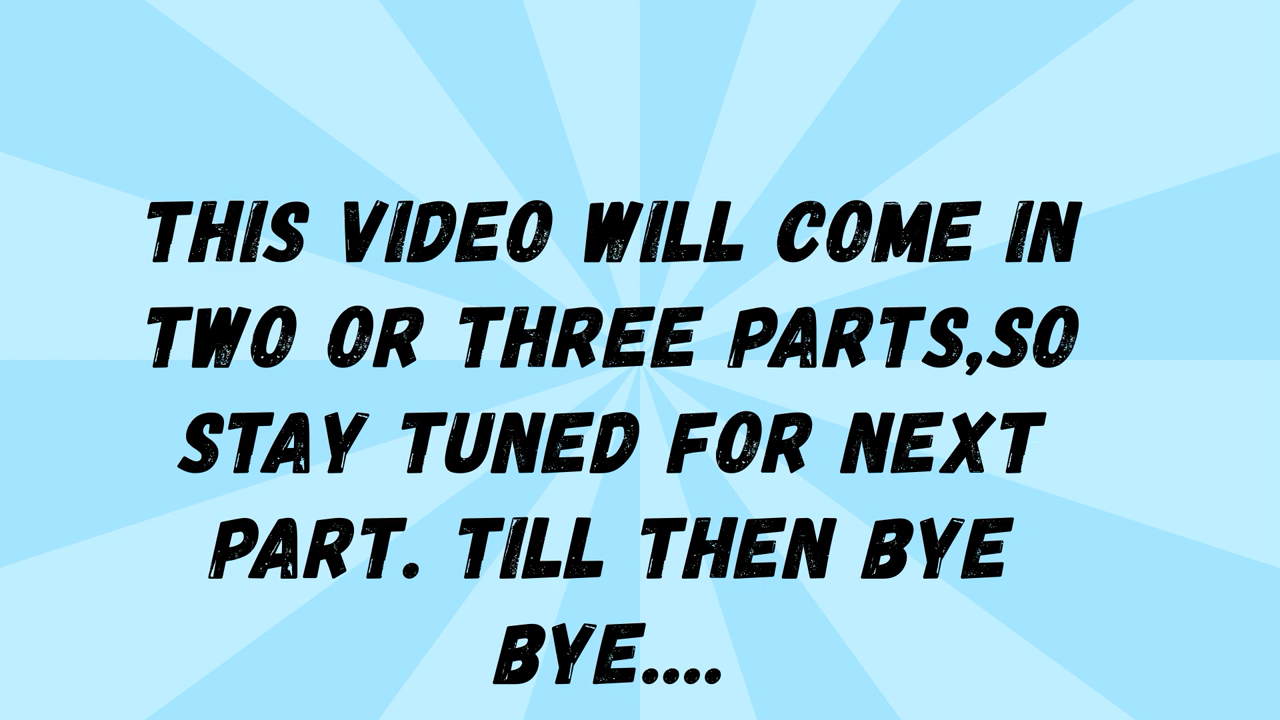 THIS VIDEO WILL COME IN
TWO OR THREE PARTS,SO
STAY TUNED FOR NEXT
PART. TILL THEN BYE
BYE....